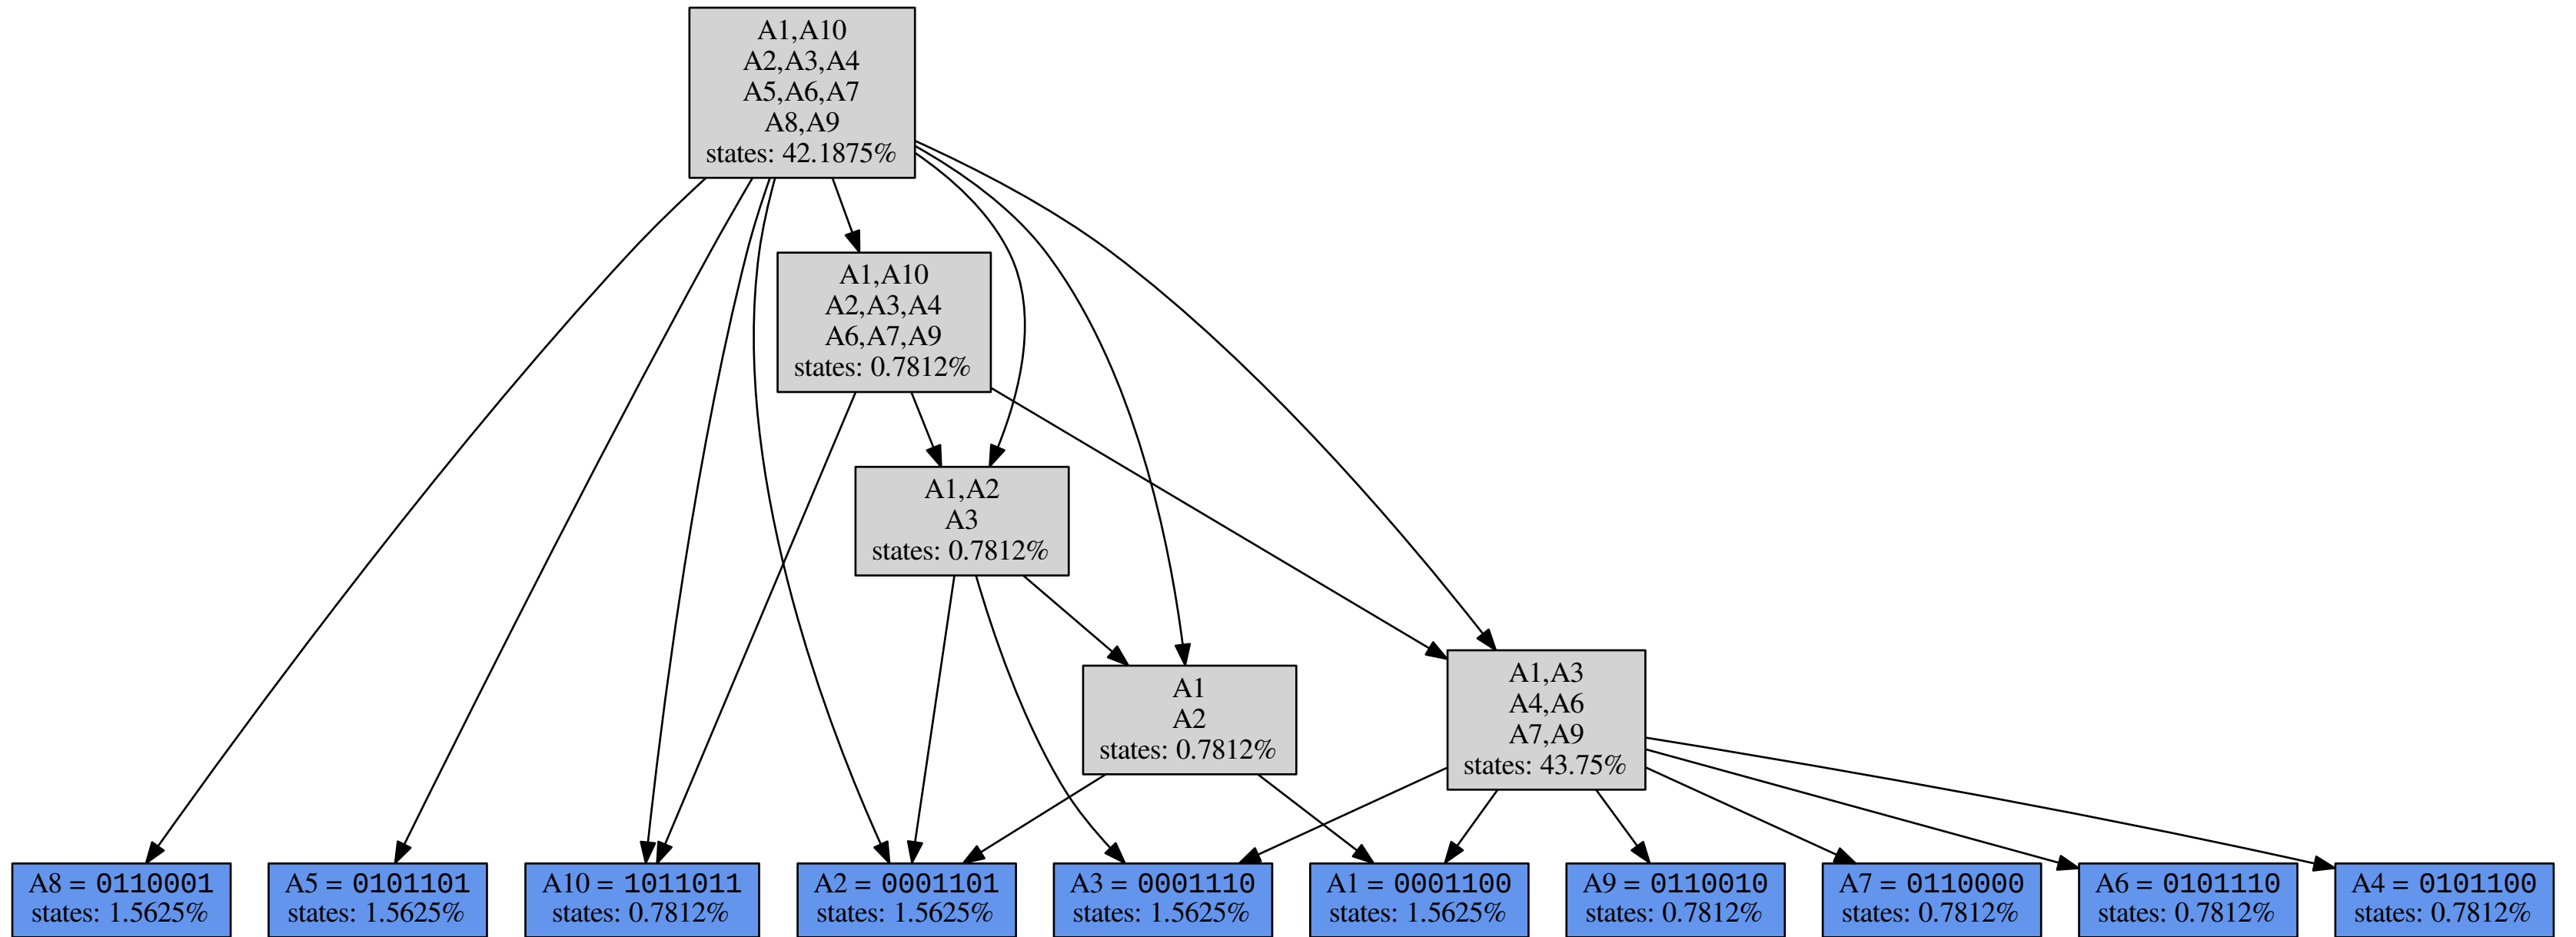 A1,A10
A2,A3,A4
A5,A6,A7
A8,A9
states: 42.1875%
A1,A10
A2,A3,A4
A6,A7,A9
states: 0.7812%
A1,A2
A3
states: 0.7812%
A1
A2
states: 0.7812%
A1,A3
A4,A6
A7,A9
states: 43.75%
A8 = 0110001
states: 1.5625%
A5 = 0101101
states: 1.5625%
A10 = 1011011
states: 0.7812%
A2 = 0001101
states: 1.5625%
A3 = 0001110
states: 1.5625%
A1 = 0001100
states: 1.5625%
A9 = 0110010
states: 0.7812%
A7 = 0110000
states: 0.7812%
A6 = 0101110
states: 0.7812%
A4 = 0101100
states: 0.7812%